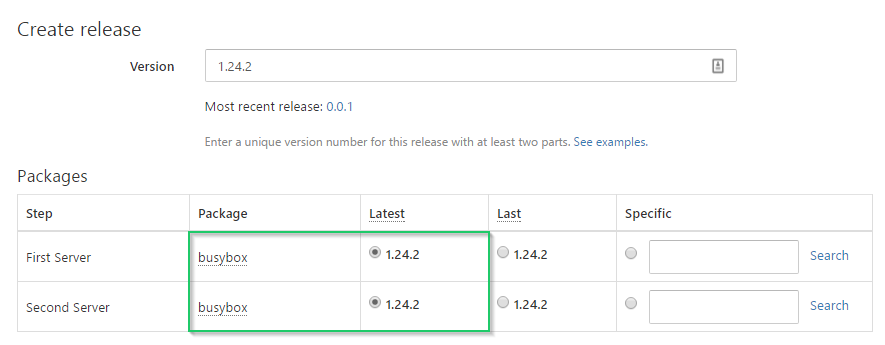 Create release
Version 1.24.2
Most recent release: 0.0.1
Enter a unique version number for this release with at least two parts. See examples.
Packages
Step Package Latest Last Specific
First Server busybox 1.24.2 1.24.2 Search
Second Server busybox 1.24.2 1.24.2 Search